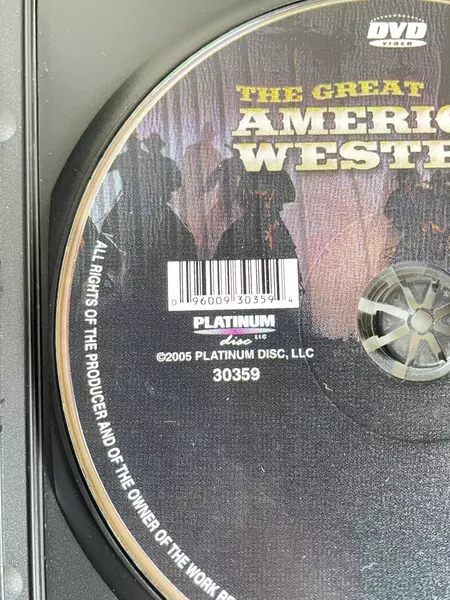 DVD
VIDEO
THE GREAT
AMERIC
WESTE
0 96009 30359 4
PLATINUM
disc LLC
©2005 PLATINUM DISC, LLC
30359
ALL RIGHTS OF THE PRODUCER AND OF THE OWNER OF THE WORK RE